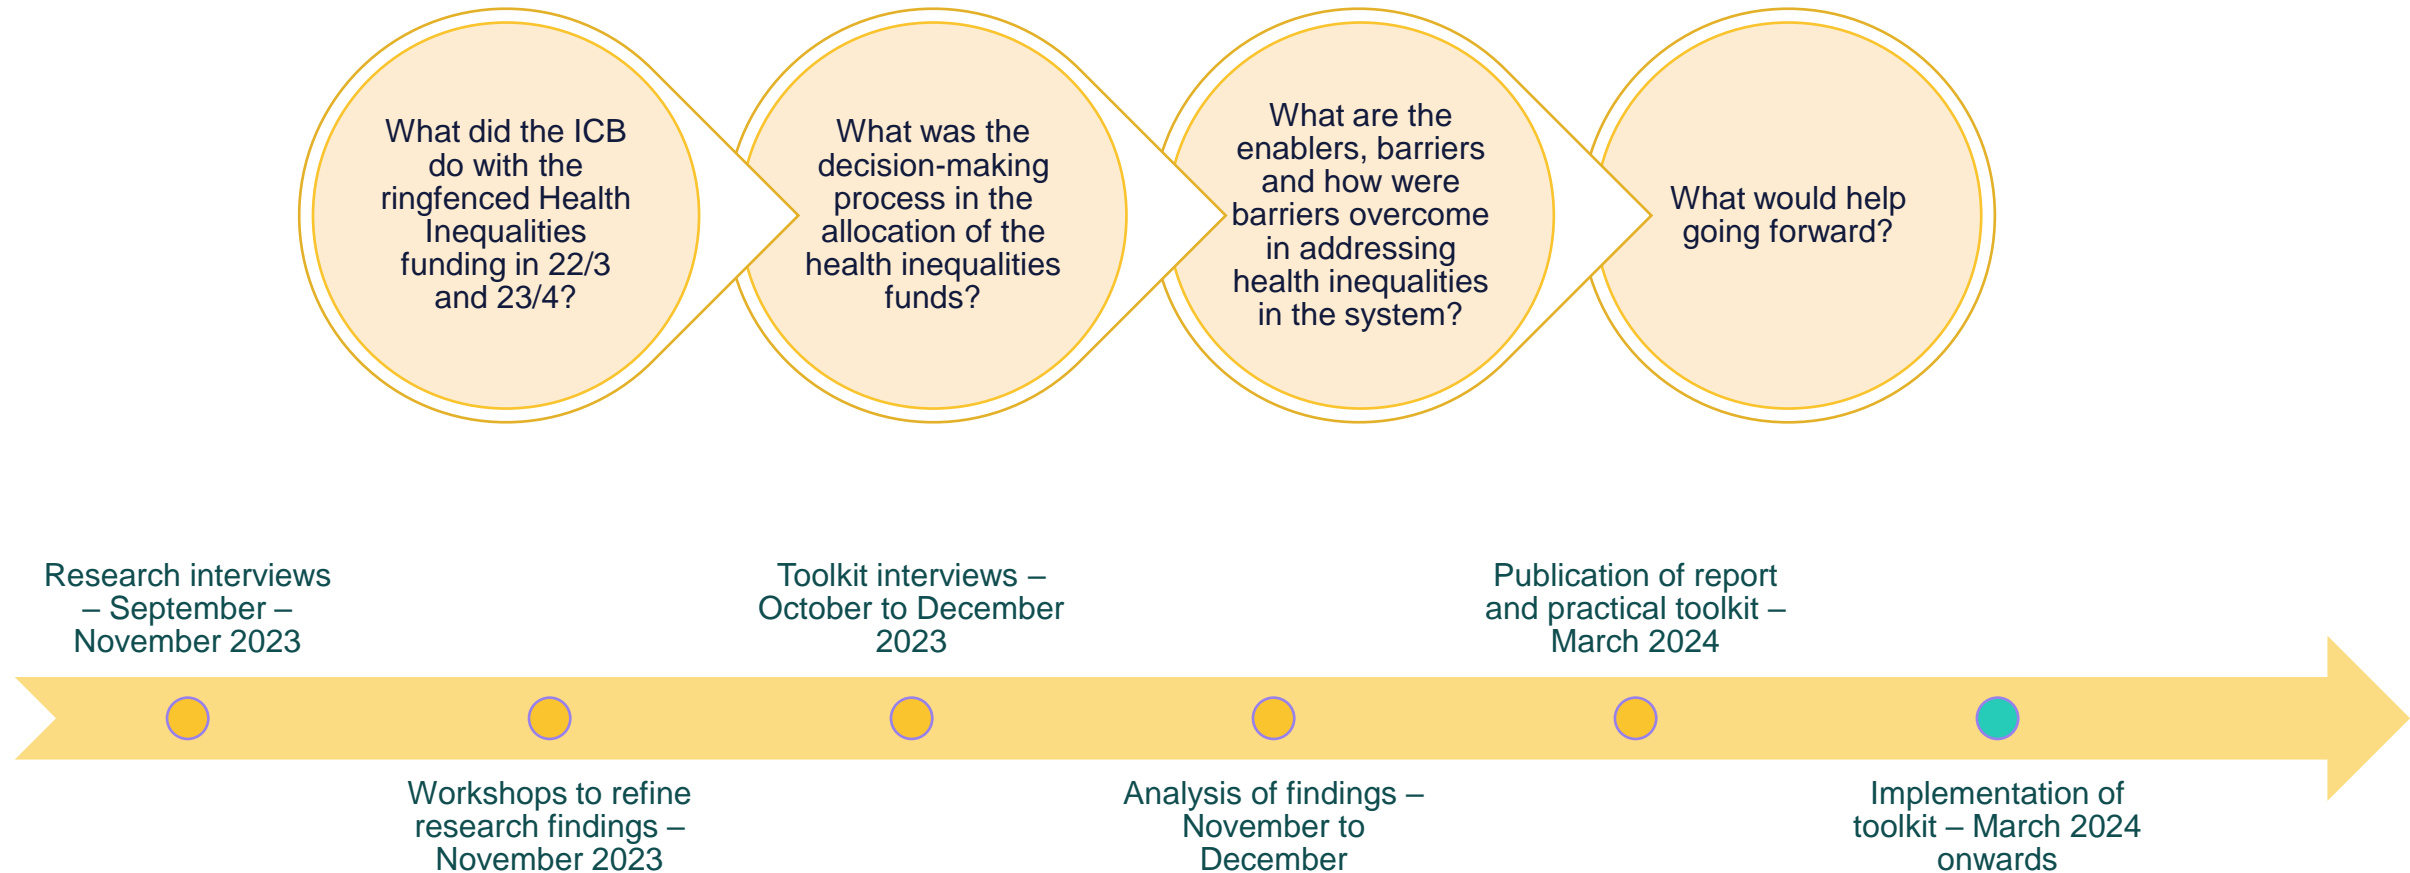 What did the ICB
do with the
ringfenced Health
Inequalities
funding in 22/3
and 23/4?
What was the
decision-making
process in the
allocation of the
health inequalities
funds?
What are the
enablers, barriers
and how were
barriers overcome
in addressing
health inequalities
in the system?
What would help
going forward?
Research interviews
– September –
November 2023
Workshops to refine
research findings –
November 2023
Toolkit interviews –
October to December
2023
Analysis of findings –
November to
December
Publication of report
and practical toolkit –
March 2024
Implementation of
toolkit – March 2024
onwards